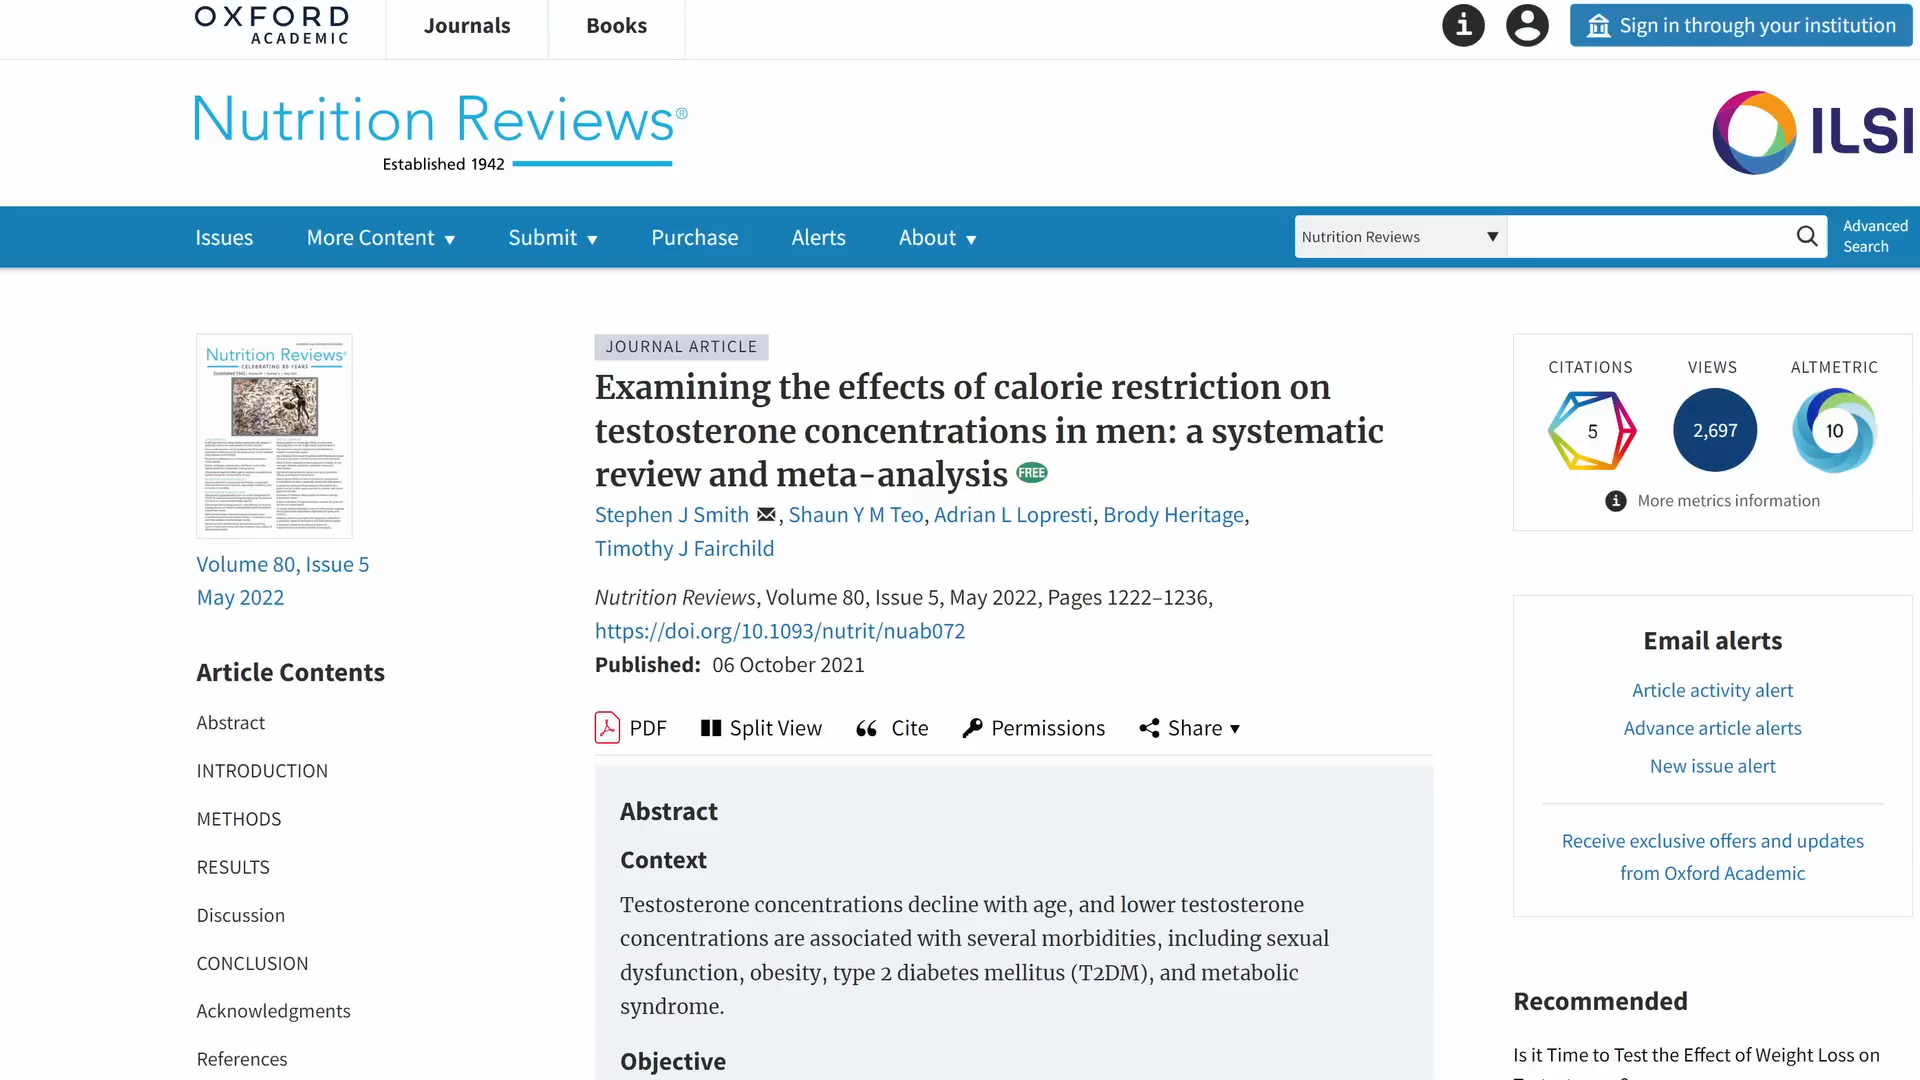 OXFORD
ACADEMIC
Journals
Books
Sign in through your institution
Nutrition Reviews®
Established 1942
ILSI
Issues
More Content
Submit
Purchase
Alerts
About
Nutrition Reviews
Advanced
Search
Nutrition Reviews
CELEBRATING 80 YEARS
Volume 80, Issue 5
May 2022
Article Contents
Abstract
INTRODUCTION
METHODS
RESULTS
Discussion
CONCLUSION
Acknowledgments
References
JOURNAL ARTICLE
Examining the effects of calorie restriction on
testosterone concentrations in men: a systematic
review and meta-analysis FREE
Stephen J Smith, Shaun Y M Teo, Adrian L Lopresti, Brody Heritage,
Timothy J Fairchild
Nutrition Reviews, Volume 80, Issue 5, May 2022, Pages 1222–1236,
https://doi.org/10.1093/nutrit/nuab072
Published: 06 October 2021
PDF
Split View
Cite
Permissions
Share
Abstract
Context
Testosterone concentrations decline with age, and lower testosterone
concentrations are associated with several morbidities, including sexual
dysfunction, obesity, type 2 diabetes mellitus (T2DM), and metabolic
syndrome.
Objective
CITATIONS
VIEWS
ALTMETRIC
5
2,697
10
More metrics information
Email alerts
Article activity alert
Advance article alerts
New issue alert
Receive exclusive offers and updates
from Oxford Academic
Recommended
Is it Time to Test the Effect of Weight Loss on